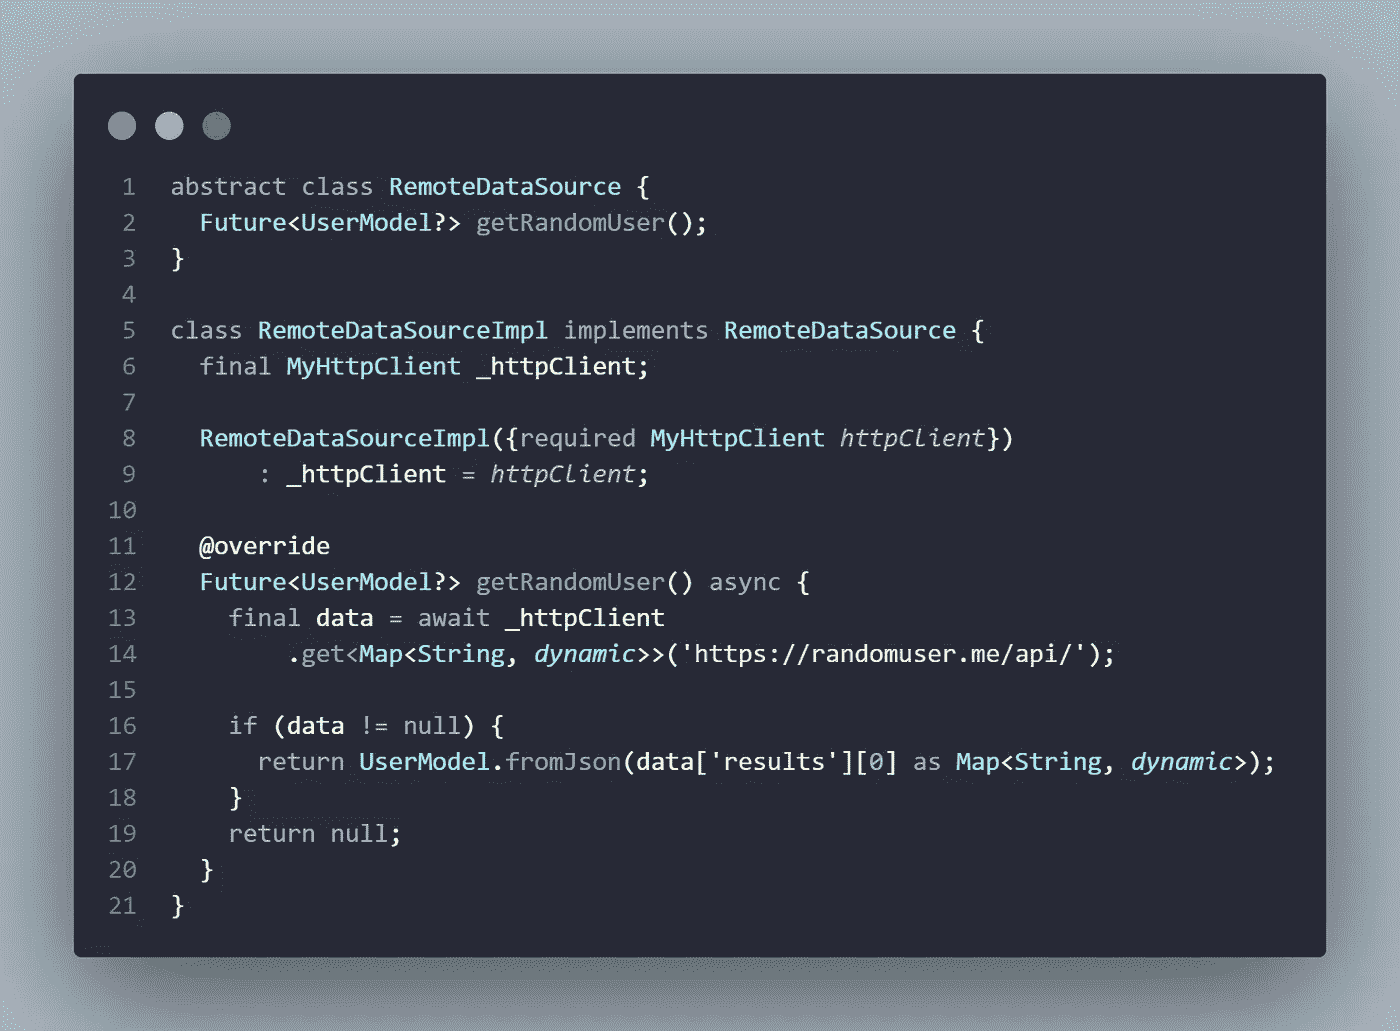 1 abstract class RemoteDataSource {
2   Future<UserModel?> getRandomUser();
3 }
4
5 class RemoteDataSourceImpl implements RemoteDataSource {
6   final MyHttpClient _httpClient;
7
8   RemoteDataSourceImpl({required MyHttpClient httpClient})
9       : _httpClient = httpClient;
10
11   @override
12   Future<UserModel?> getRandomUser() async {
13     final data = await _httpClient
14         .get<Map<String, dynamic>>('https://randomuser.me/api/');
15
16     if (data != null) {
17       return UserModel.fromJson(data['results'][0] as Map<String, dynamic>);
18     }
19     return null;
20   }
21 }